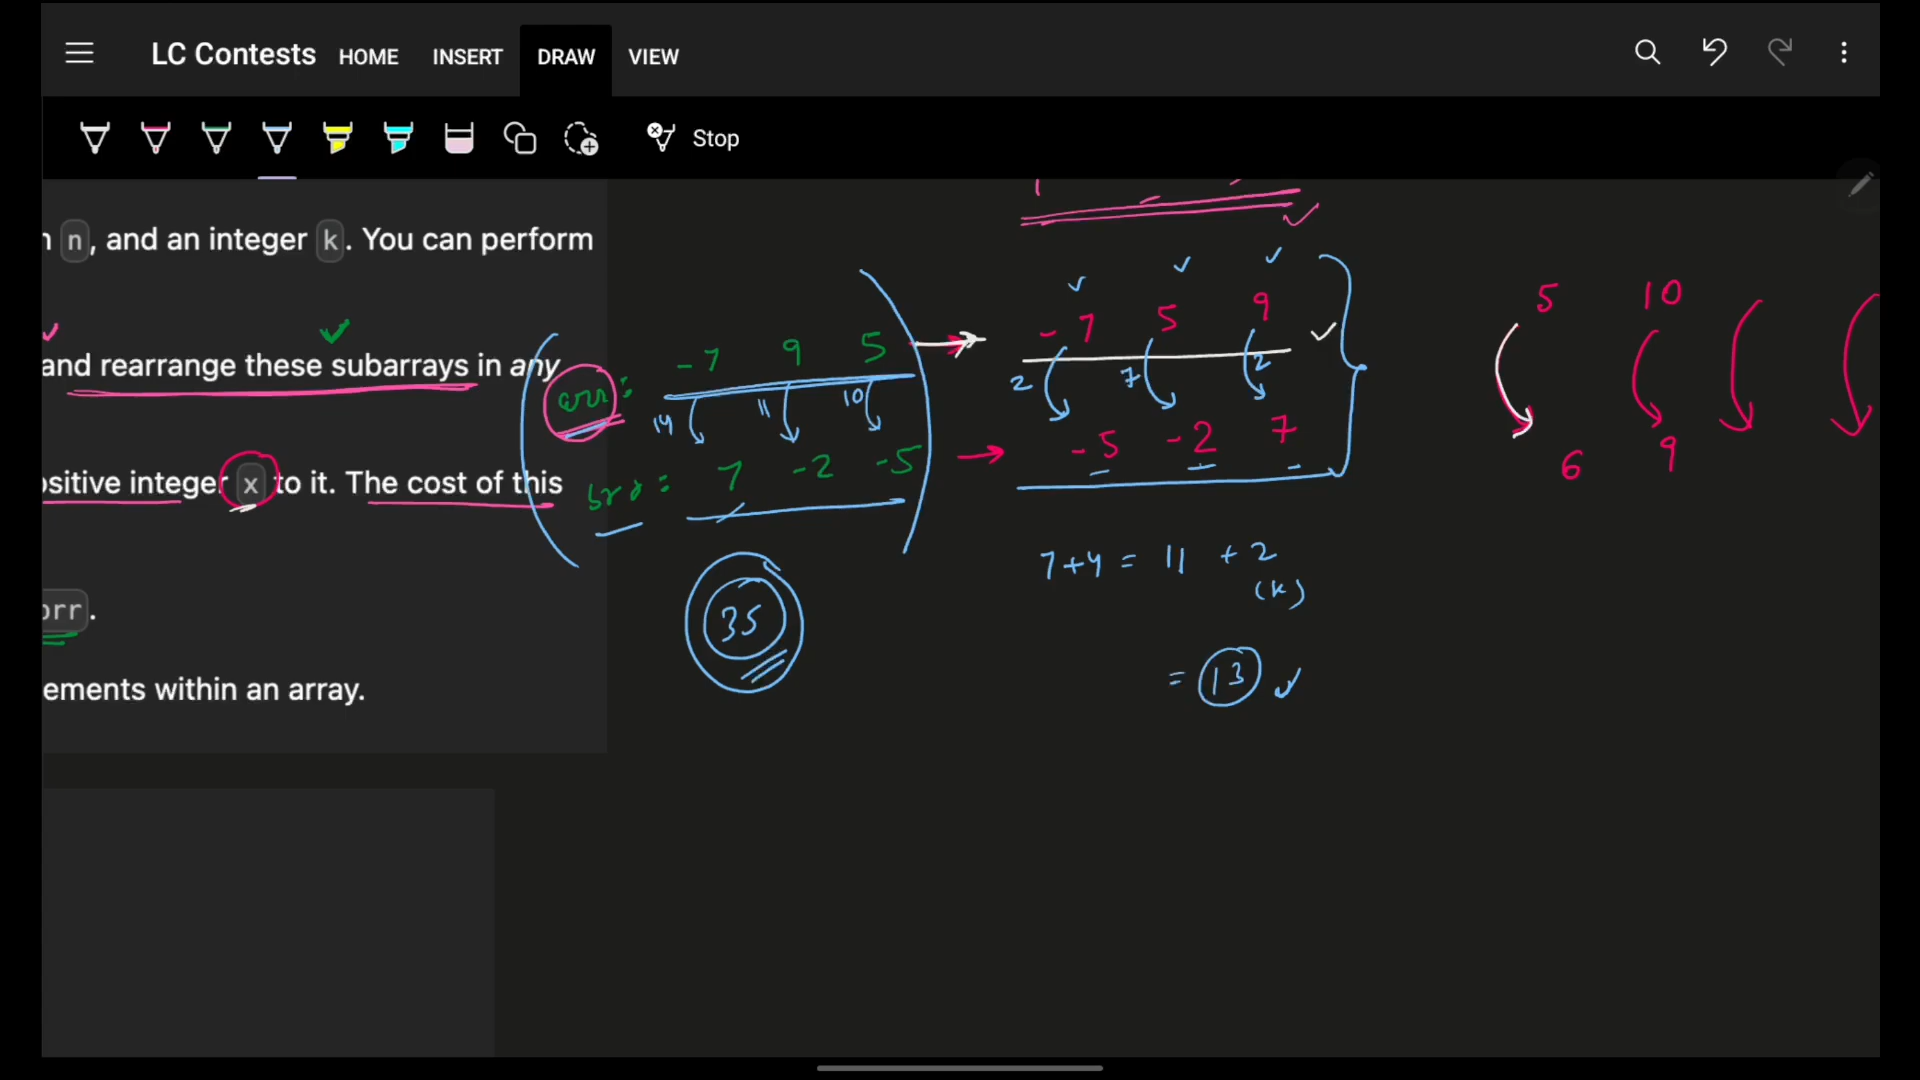 LC Contests HOME INSERT DRAW VIEW
Stop
n, and an integer k. You can perform
and rearrange these subarrays in any
ositive integer x to it. The cost of this
orr.
ements within an array.
arr: -7 9 5
14 11 10
brr: 7 -2 -5
35
-7 5 9
2 7 2
-5 -2 7
7+4 = 11 + 2
(k)
= 13
5 10
6 9